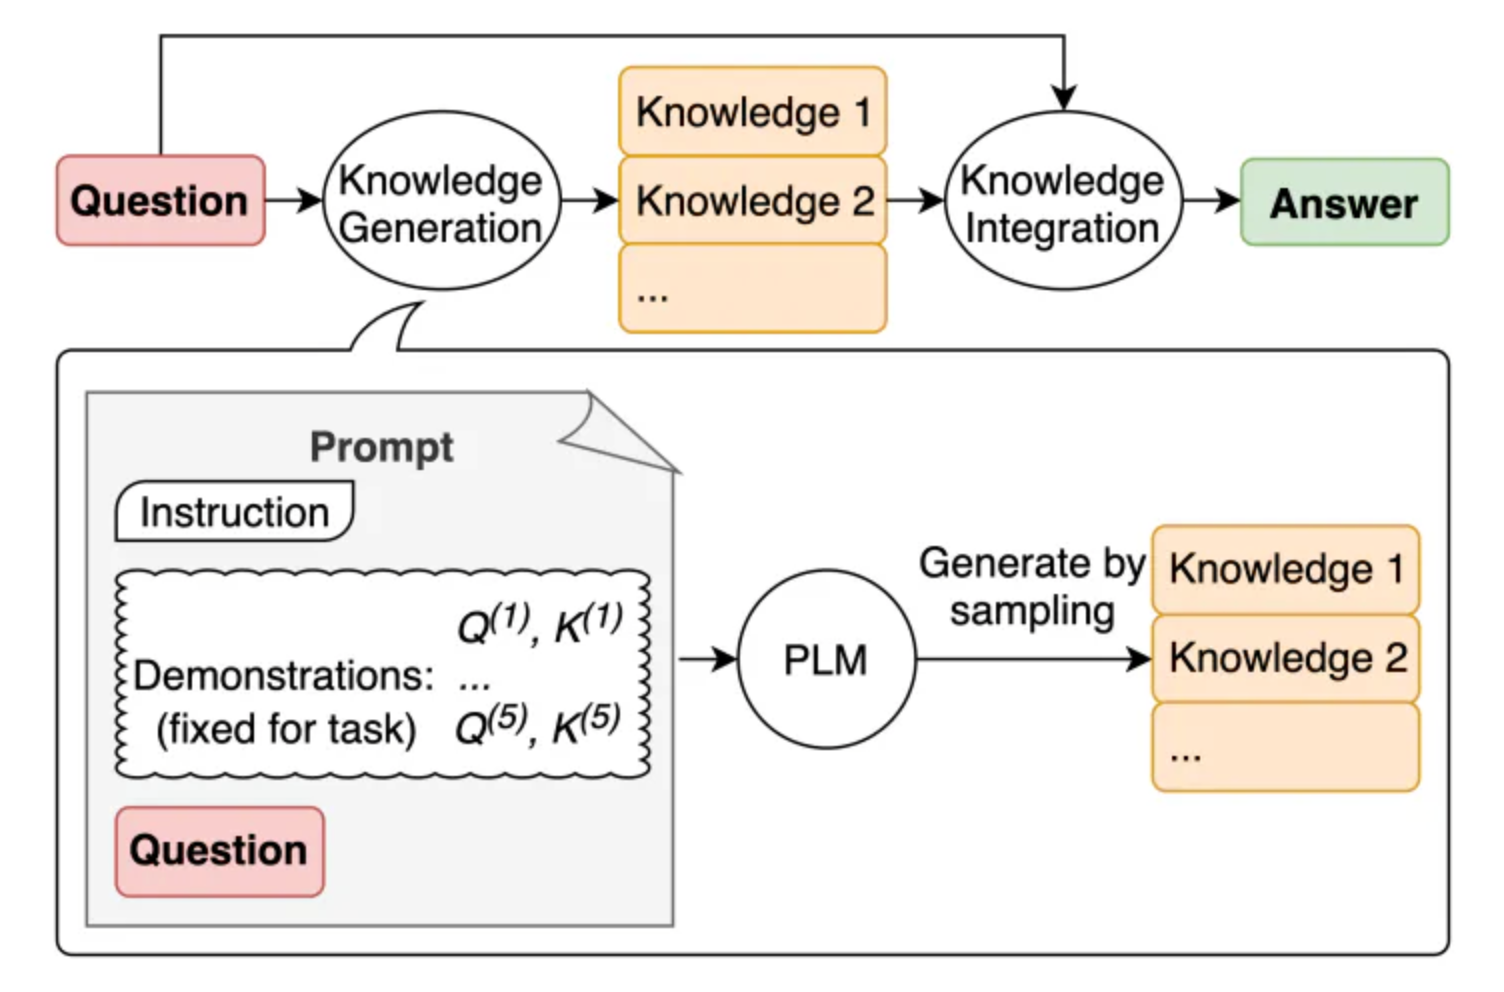 Question
Knowledge
Generation
Knowledge 1
Knowledge 2
...
Knowledge
Integration
Answer
Prompt
Instruction
Q(1), K(1)
Demonstrations: ...
(fixed for task) Q(5), K(5)
Question
PLM
Generate by
sampling
Knowledge 1
Knowledge 2
...